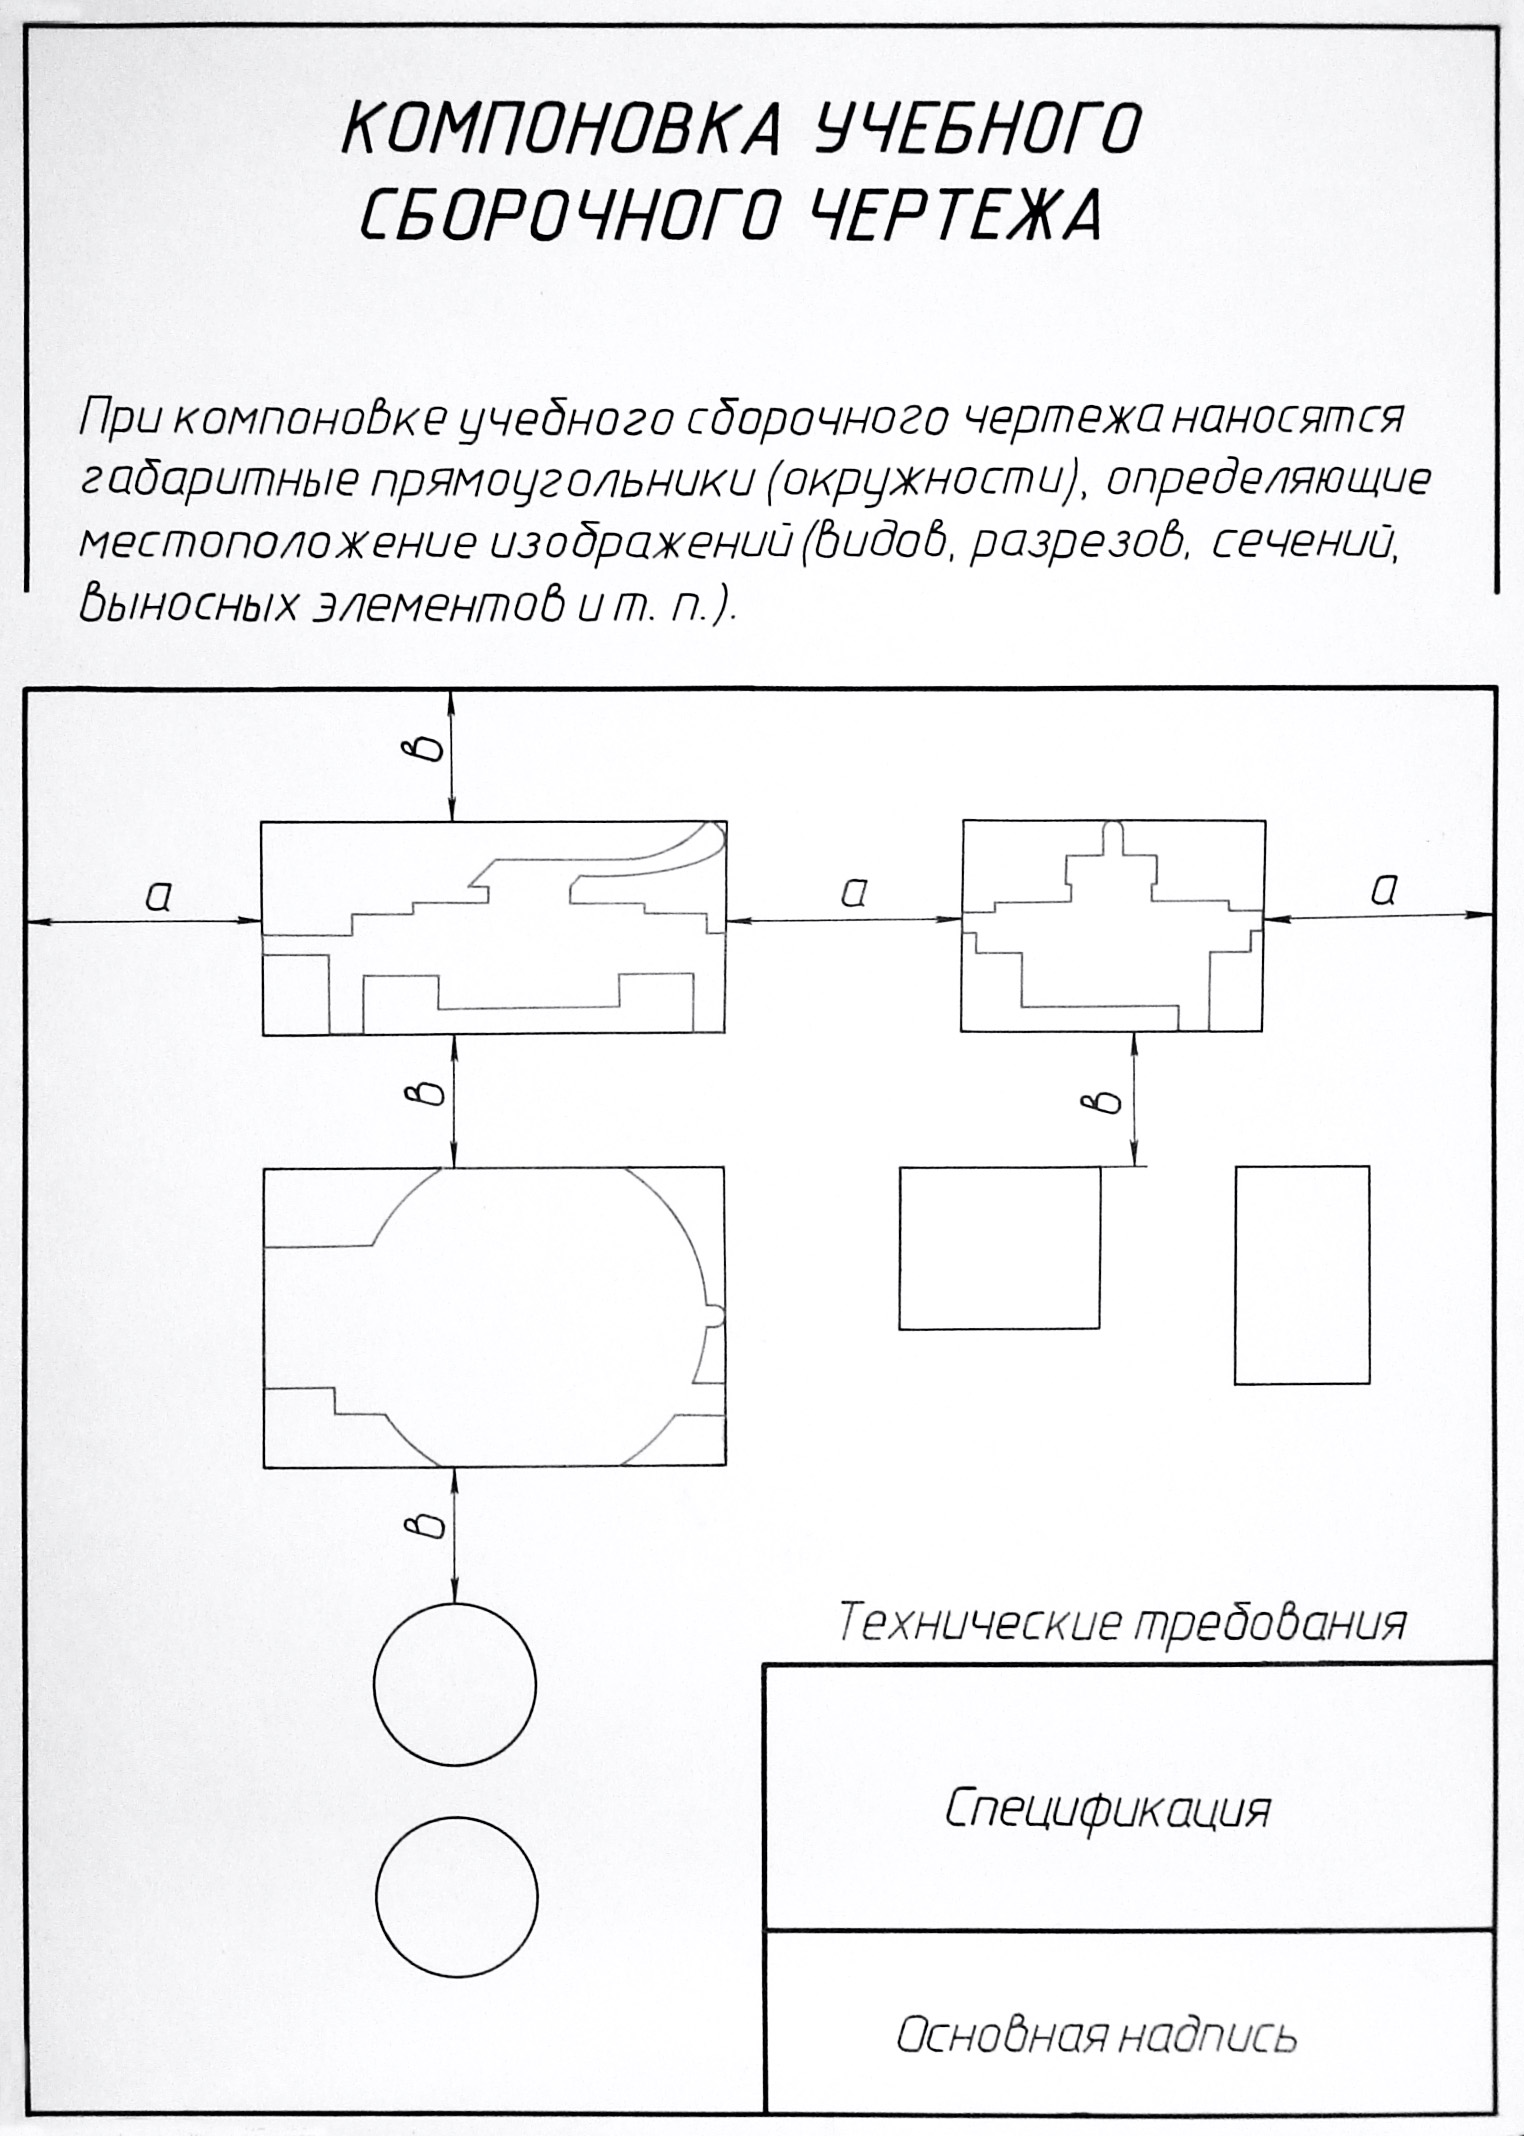 КОМПОНОВКА УЧЕБНОГО
СБОРОЧНОГО ЧЕРТЕЖА
При компоновке учебного сборочного чертежа наносятся
габаритные прямоугольники (окружности), определяющие
местоположение изображений (видов, разрезов, сечений,
выносных элементов и т. п.).
в
а
а
а
в
в
в
Технические требования
Спецификация
Основная надпись